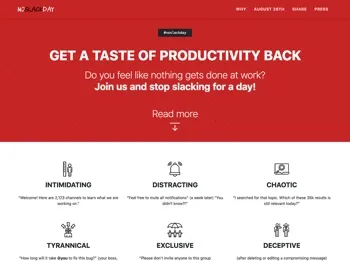 NOSLACKDAY
WHY AUGUST 28TH SHARE PRESS
#noslackday
GET A TASTE OF PRODUCTIVITY BACK
Do you feel like nothing gets done at work?
Join us and stop slacking for a day!
Read more
INTIMIDATING
"Welcome! Here are 2,103 channels to learn what we
are working on."
DISTRACTING
"Feel free to mute all notifications" (a week later) "You
didn't know?!"
CHAOTIC
"I searched for that topic. Which of these 35k results is
still relevant today?"
TYRANNICAL
"How long will it take @you to fix this bug?" (your boss,
EXCLUSIVE
"Please don't invite anyone to this group
DECEPTIVE
(after deleting or editing a compromising message)